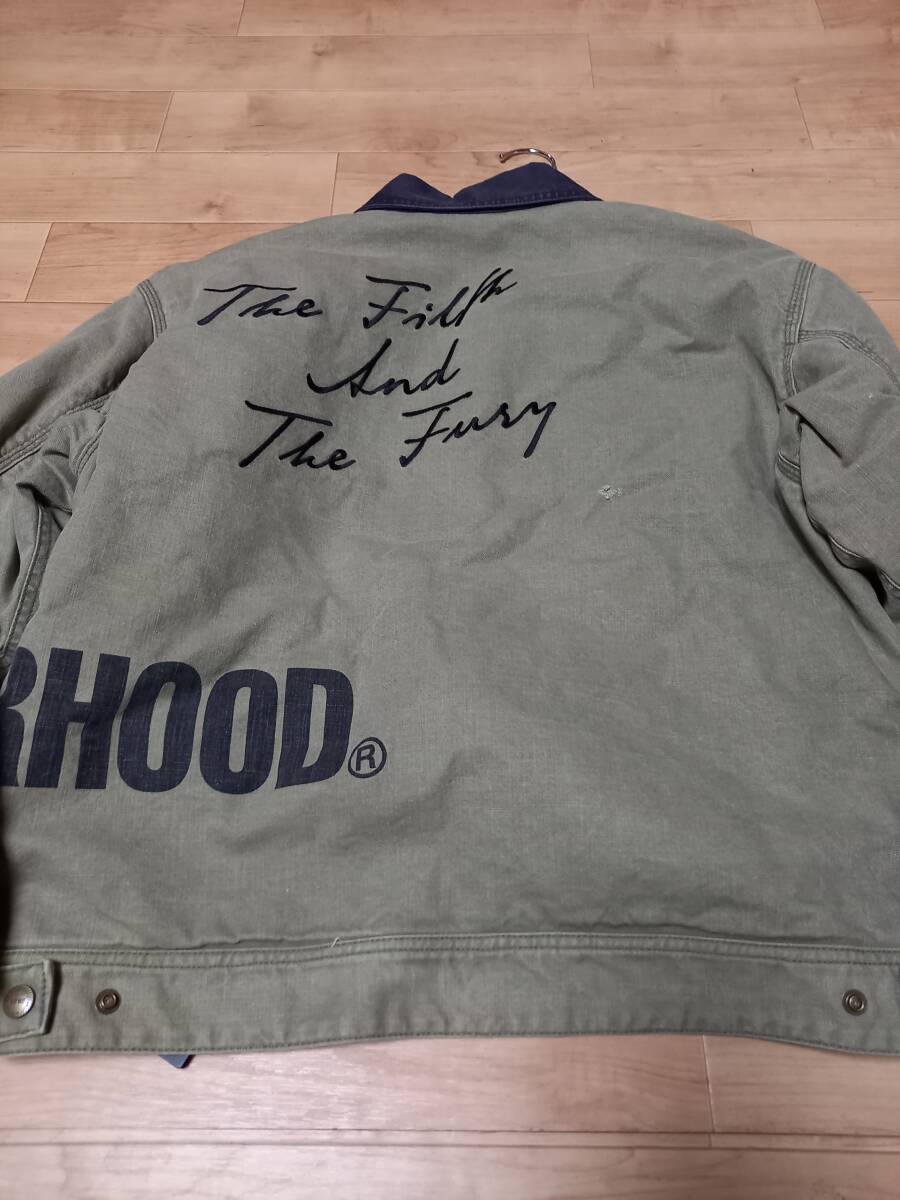 The Filth
And
The Fury
RHOOD®